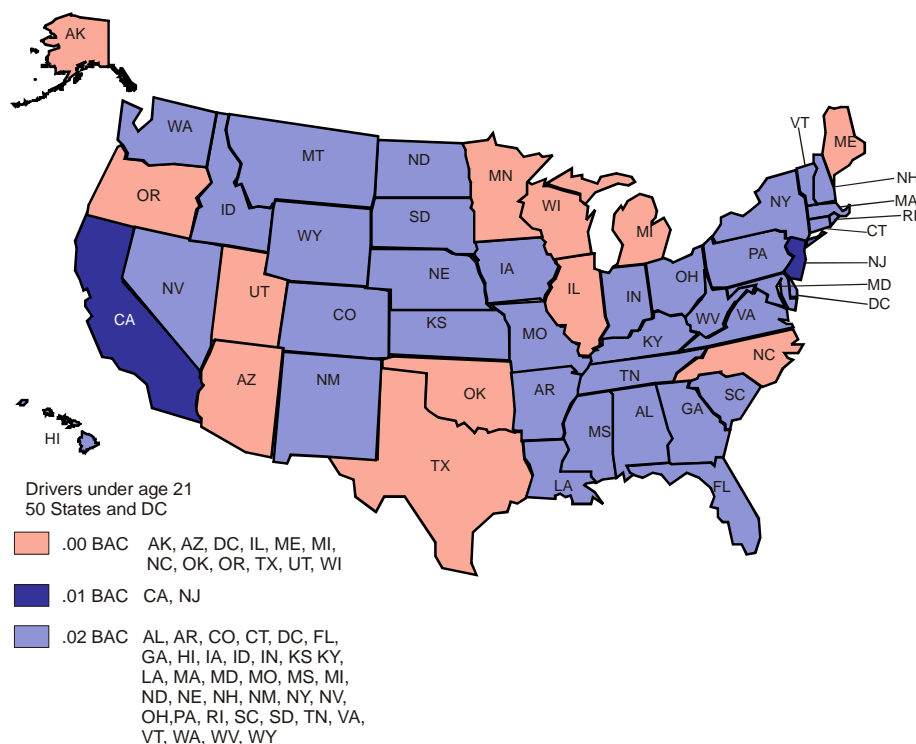 AK
WA
MT
ND
MN
VT
ME
OR
ID
SD
WI
MI
NY
NH
MA
RI
CT
WY
IA
PA
NV
NE
OH
NJ
UT
IL
IN
MD
CA
CO
WV
VA
DC
KS
MO
KY
AZ
NM
OK
AR
TN
NC
SC
MS
AL
GA
HI
TX
LA
FL
Drivers under age 21
50 States and DC
.00 BAC AK, AZ, DC, IL, ME, MI,
NC, OK, OR, TX, UT, WI
.01 BAC CA, NJ
.02 BAC AL, AR, CO, CT, DC, FL,
GA, HI, IA, ID, IN, KS KY,
LA, MA, MD, MO, MS, MI,
ND, NE, NH, NM, NY, NV,
OH,PA, RI, SC, SD, TN, VA,
VT, WA, WV, WY